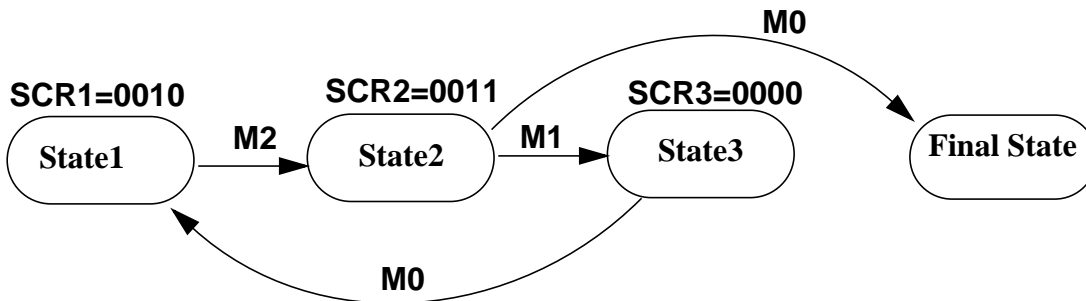 M0
SCR1=0010
SCR2=0011
SCR3=0000
State1
M2
State2
M1
State3
Final State
M0